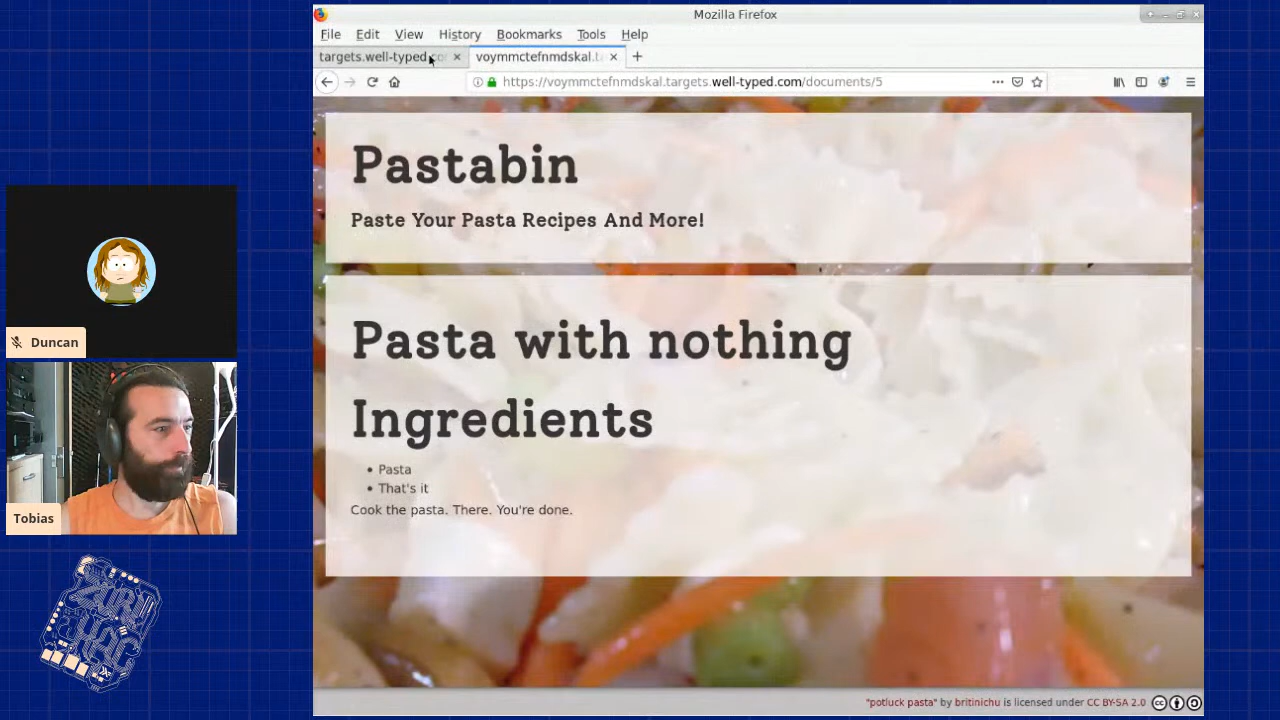 Mozilla Firefox
File Edit View History Bookmarks Tools Help
targets.well-typed.co
voymmctefnmdskal.t
https://voymmctefnmdskal.targets.well-typed.com/documents/5
Pastabin
Paste Your Pasta Recipes And More!
Pasta with nothing
Ingredients
• Pasta
• That's it
Cook the pasta. There. You're done.
"potluck pasta" by britinichu is licensed under CC BY-SA 2.0
Duncan
Tobias
ZURI
HAC